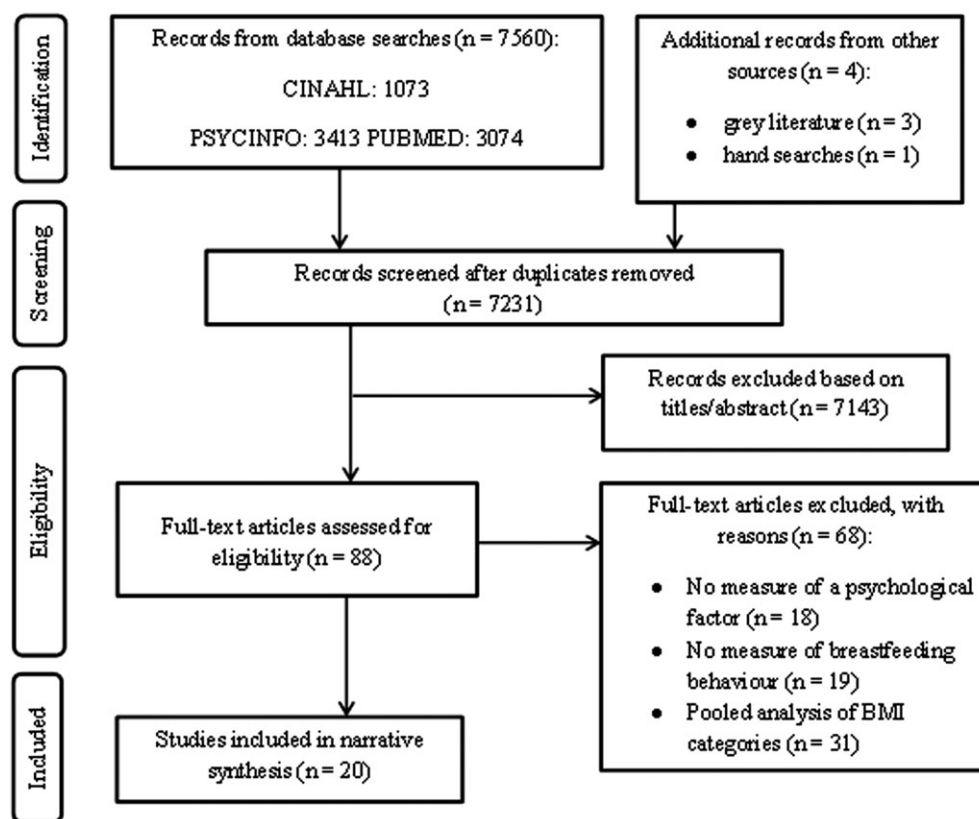 Identification
Records from database searches (n = 7560):
CINAHL: 1073
PSYCINFO: 3413 PUBMED: 3074
Additional records from other
sources (n = 4):
• grey literature (n = 3)
• hand searches (n = 1)
Screening
Records screened after duplicates removed
(n = 7231)
Eligibility
Records excluded based on
titles/abstract (n = 7143)
Full-text articles assessed for
eligibility (n = 88)
Full-text articles excluded, with
reasons (n = 68):
• No measure of a psychological
factor (n = 18)
• No measure of breastfeeding
behaviour (n = 19)
• Pooled analysis of BMI
categories (n = 31)
Included
Studies included in narrative
synthesis (n = 20)